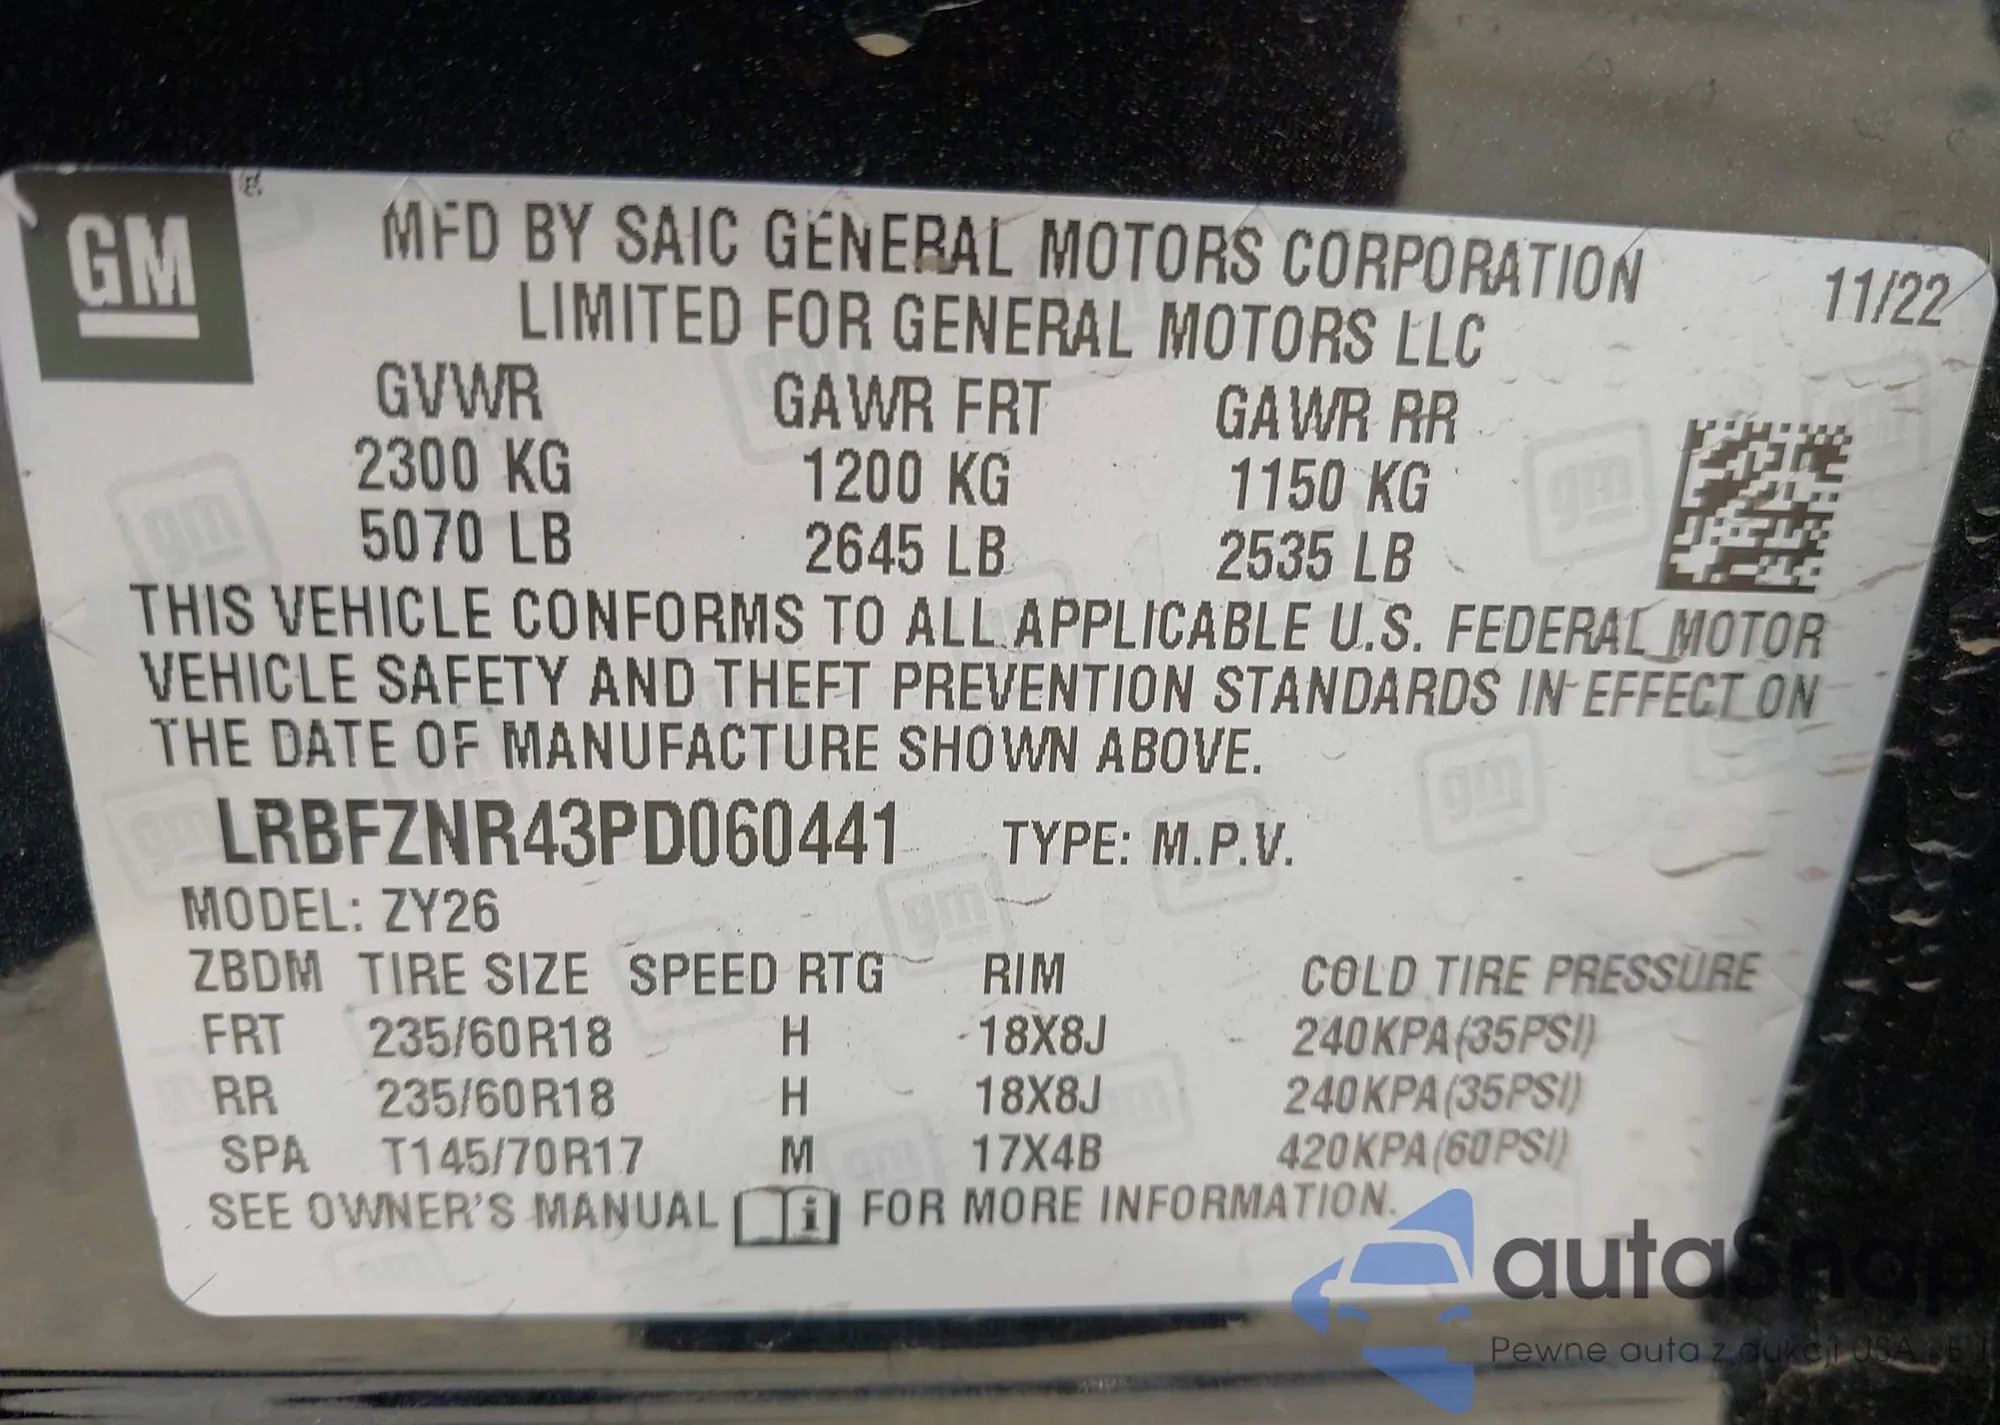 GM
MFD BY SAIC GENERAL MOTORS CORPORATION
LIMITED FOR GENERAL MOTORS LLC
11/22
GVWR GAWR FRT GAWR RR
2300 KG 1200 KG 1150 KG
5070 LB 2645 LB 2535 LB
THIS VEHICLE CONFORMS TO ALL APPLICABLE U.S. FEDERAL MOTOR
VEHICLE SAFETY AND THEFT PREVENTION STANDARDS IN EFFECT ON
THE DATE OF MANUFACTURE SHOWN ABOVE.
LRBFZNR43PD060441 TYPE: M.P.V.
MODEL: ZY26
ZBDM TIRE SIZE SPEED RTG RIM COLD TIRE PRESSURE
FRT 235/60R18 H 18X8J 240KPA(35PSI)
RR 235/60R18 H 18X8J 240KPA(35PSI)
SPA T145/70R17 M 17X4B 420KPA(60PSI)
SEE OWNER'S MANUAL i FOR MORE INFORMATION.
autaSnap
Pewne auta z aukcji USA